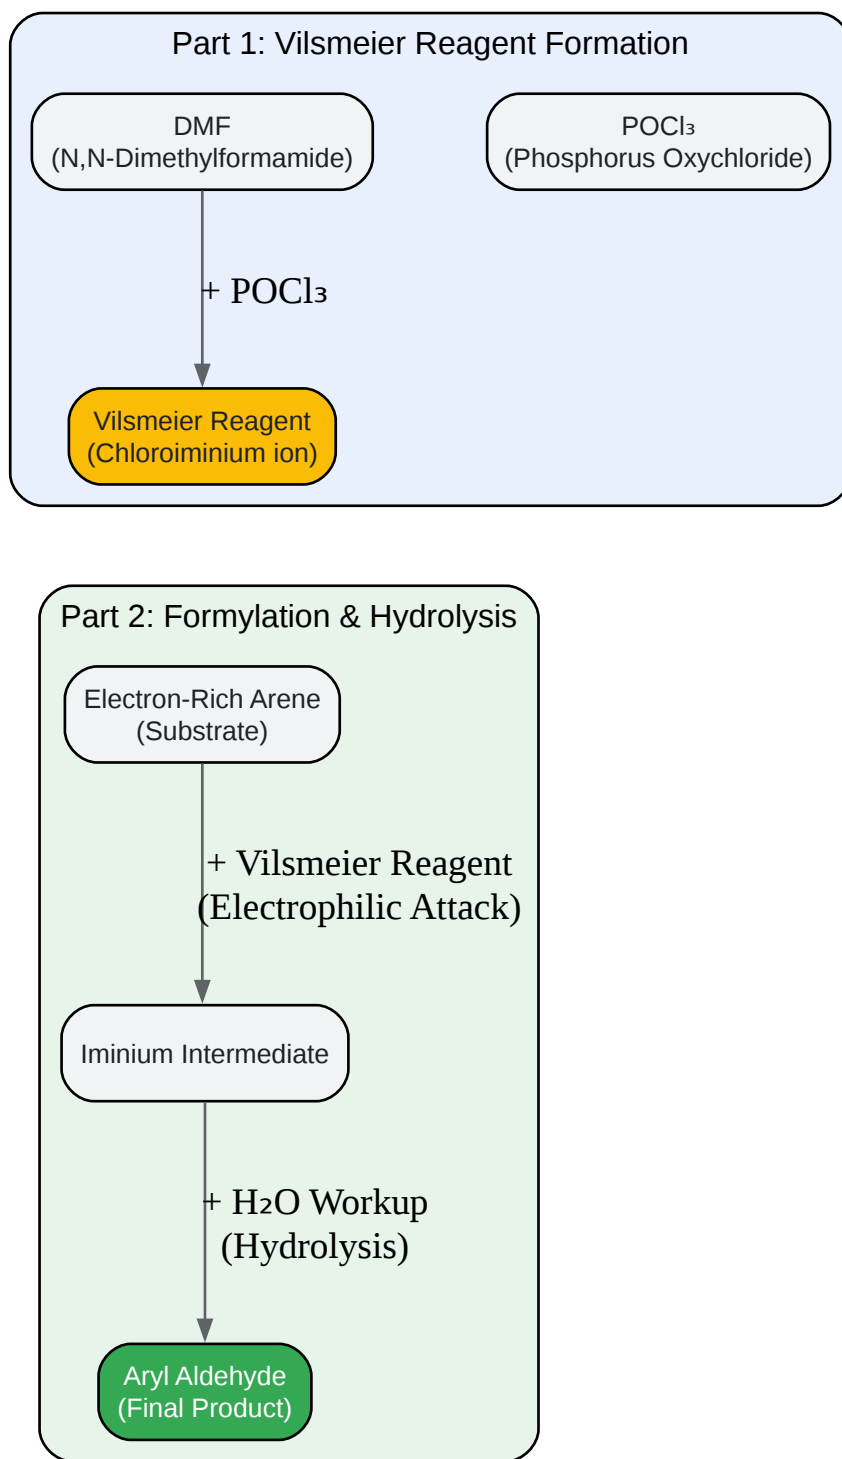 Part 1: Vilsmeier Reagent Formation
DMF
(N,N-Dimethylformamide)
POCl₃
(Phosphorus Oxychloride)
+ POCl₃
Vilsmeier Reagent
(Chloroiminium ion)
Part 2: Formylation & Hydrolysis
Electron-Rich Arene
(Substrate)
+ Vilsmeier Reagent
(Electrophilic Attack)
Iminium Intermediate
+ H₂O Workup
(Hydrolysis)
Aryl Aldehyde
(Final Product)